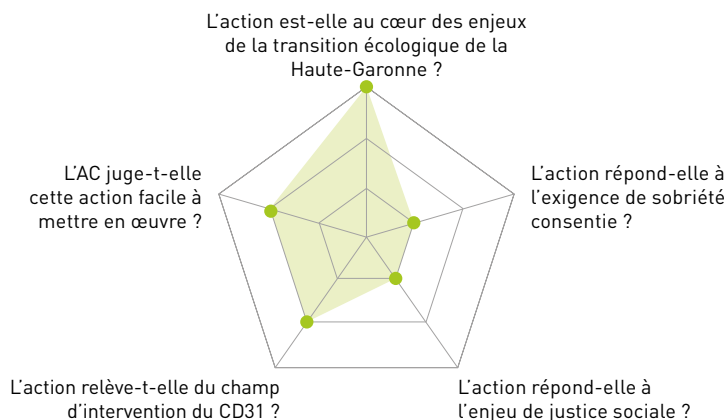 L'action est-elle au cœur des enjeux
de la transition écologique de la
Haute-Garonne ?
L'AC juge-t-elle
cette action facile à
mettre en œuvre ?
L'action répond-elle à
l'exigence de sobriété
consentie ?
L'action relève-t-elle du champ
d'intervention du CD31 ?
L'action répond-elle à
l'enjeu de justice sociale ?